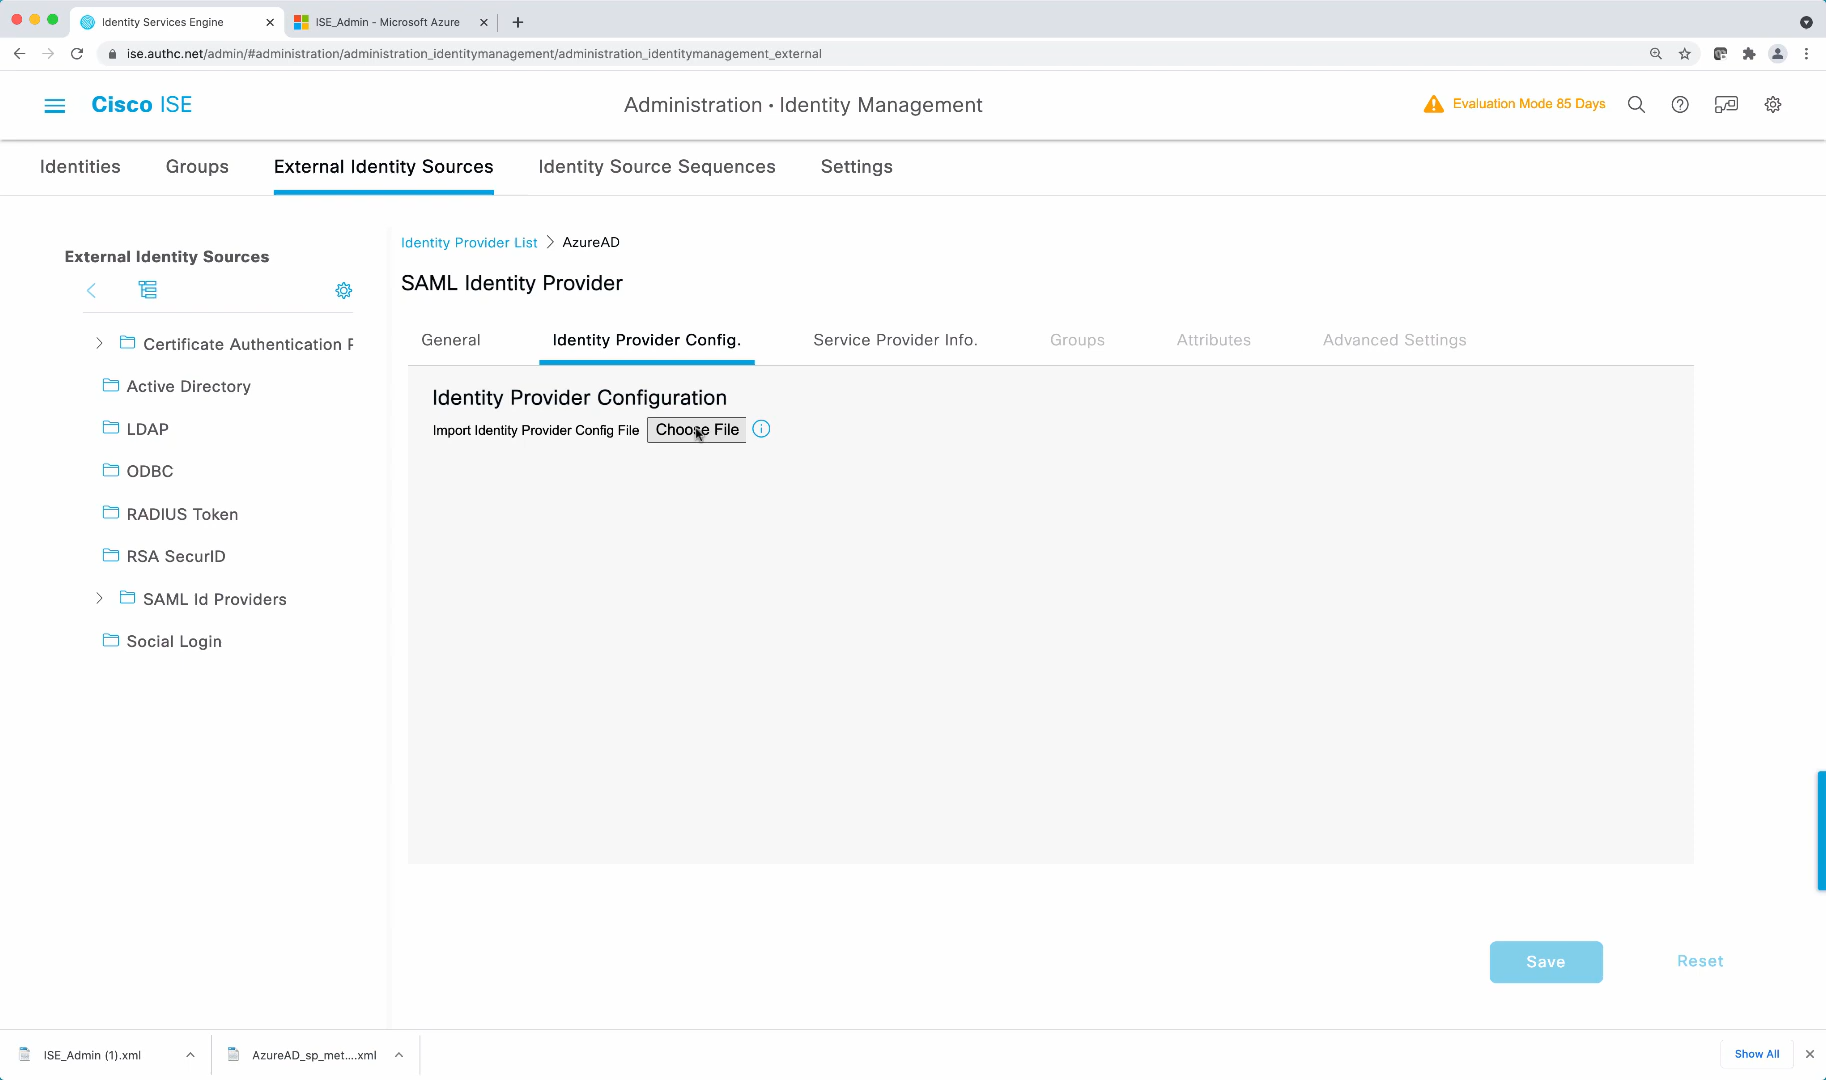 Identity Services Engine
ISE_Admin - Microsoft Azure
ise.authc.net/admin/#administration/administration_identitymanagement/administration_identitymanagement_external
Cisco ISE
Administration • Identity Management
Evaluation Mode 85 Days
Identities
Groups
External Identity Sources
Identity Source Sequences
Settings
External Identity Sources
Certificate Authentication
Active Directory
LDAP
ODBC
RADIUS Token
RSA SecurID
SAML Id Providers
Social Login
Identity Provider List > AzureAD
SAML Identity Provider
General
Identity Provider Config.
Service Provider Info.
Groups
Attributes
Advanced Settings
Identity Provider Configuration
Import Identity Provider Config File
Choose File
Save
Reset
ISE_Admin (1).xml
AzureAD_sp_met....xml
Show All